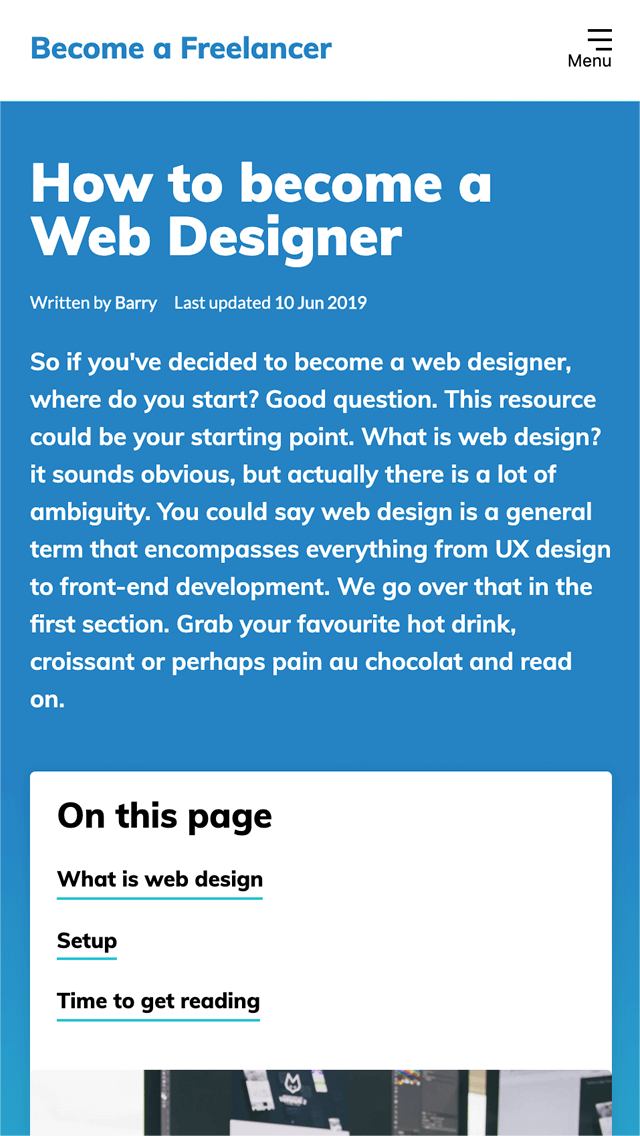 Become a Freelancer
Menu
How to become a
Web Designer
Written by Barry Last updated 10 Jun 2019
So if you've decided to become a web designer,
where do you start? Good question. This resource
could be your starting point. What is web design?
it sounds obvious, but actually there is a lot of
ambiguity. You could say web design is a general
term that encompasses everything from UX design
to front-end development. We go over that in the
first section. Grab your favourite hot drink,
croissant or perhaps pain au chocolat and read
on.
On this page
What is web design
Setup
Time to get reading